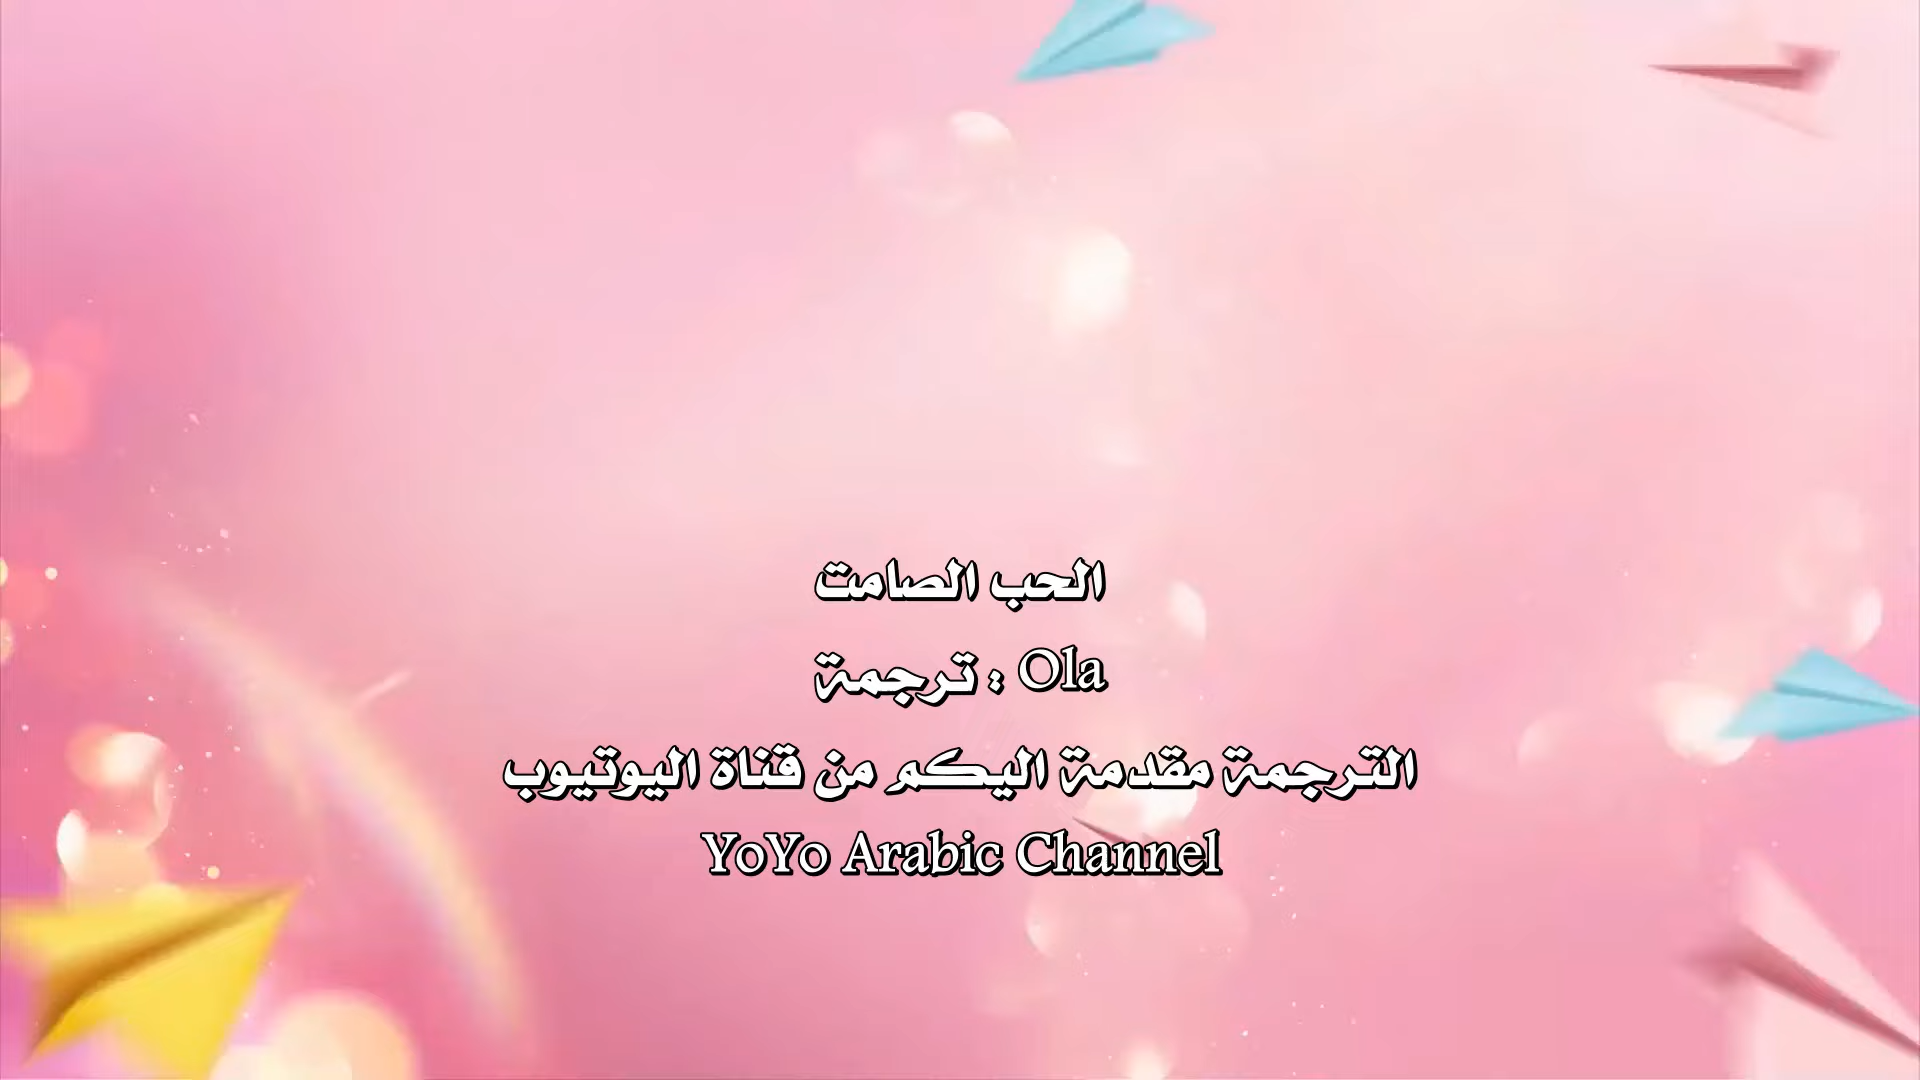 الحب الصامت
ترجمة : Ola
الترجمة مقدمة اليكم من قناة اليوتيوب
YoYo Arabic Channel